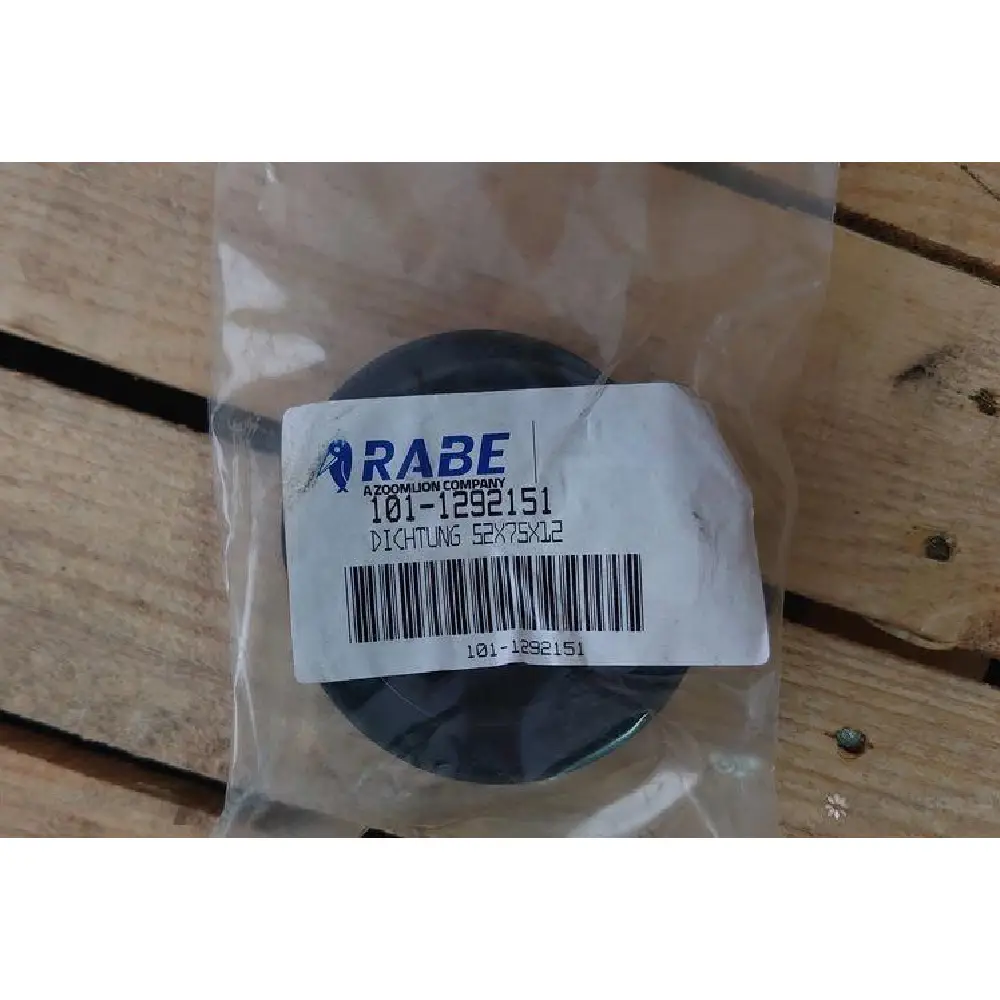 RABE
A ZOOMLION COMPANY
101-1292151
DICHTUNG 52X75X12
101-1292151